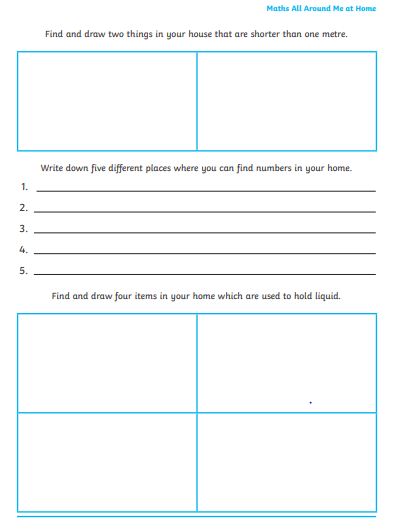 Maths All Around Me at Home
Find and draw two things in your house that are shorter than one metre.
Write down five different places where you can find numbers in your home.
1.
2.
3.
4.
5.
Find and draw four items in your home which are used to hold liquid.